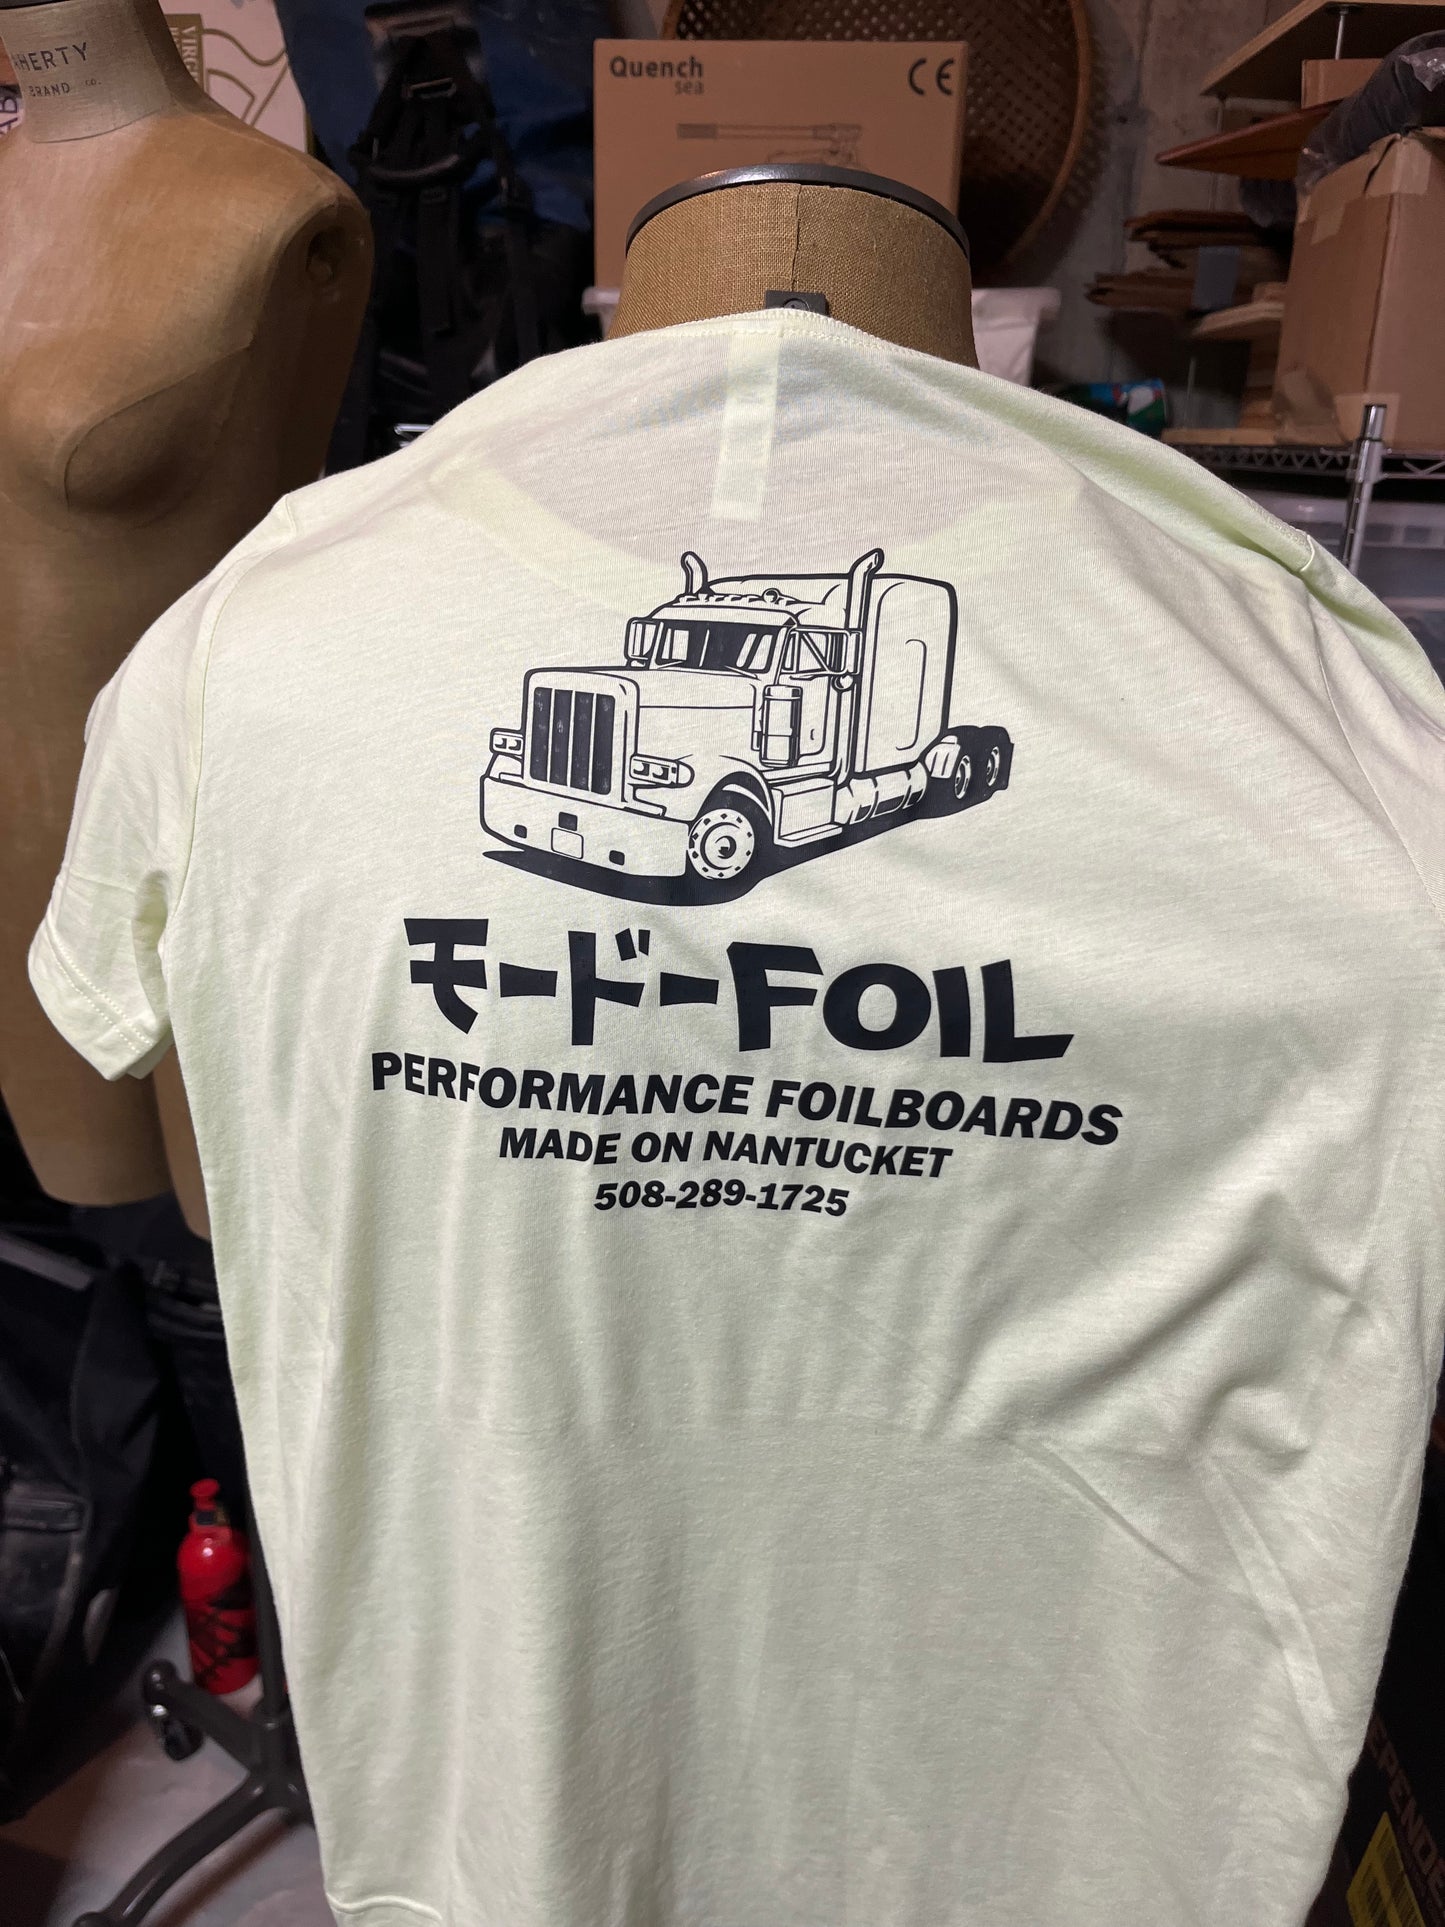 HERTY
BRAND CO.
Quench
sea
CE
モードーFOIL
PERFORMANCE FOILBOARDS
MADE ON NANTUCKET
508-289-1725